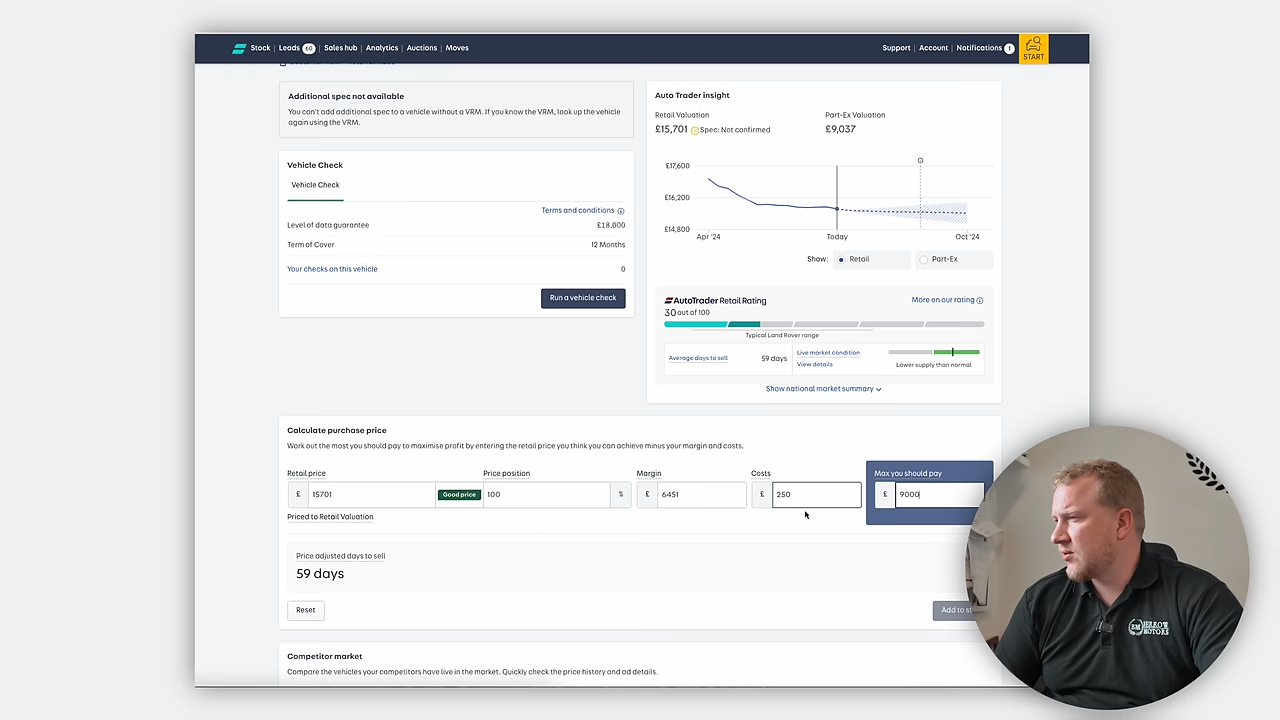 Stock | Leads 60 | Sales hub | Analytics | Auctions | Moves
Support | Account | Notifications 1
START
Additional spec not available
You can't add additional spec to a vehicle without a VRM. If you know the VRM, look up the vehicle
again using the VRM.
Vehicle Check
Vehicle Check
Terms and conditions
Level of data guarantee £18,000
Term of Cover 12 Months
Your checks on this vehicle 0
Run a vehicle check
Auto Trader insight
Retail Valuation Part-Ex Valuation
£15,701 Spec: Not confirmed £9,037
£17,600
£16,200
£14,800
Apr '24 Today Oct '24
Show: Retail Part-Ex
AutoTrader Retail Rating More on our rating
30 out of 100
Typical Land Rover range
Average days to sell 59 days
Live market condition
View details
Lower supply than normal
Show national market summary
Calculate purchase price
Work out the most you should pay to maximise profit by entering the retail price you think you can achieve minus your margin and costs.
Retail price Price position Margin Costs Max you should pay
£ 15701 Good price 100 % £ 6451 £ 250 £ 9000
Priced to Retail Valuation
Price adjusted days to sell
59 days
Reset
Add to st
Competitor market
Compare the vehicles your competitors have live in the market. Quickly check the price history and ad details.
BM BERROW
MOTORS